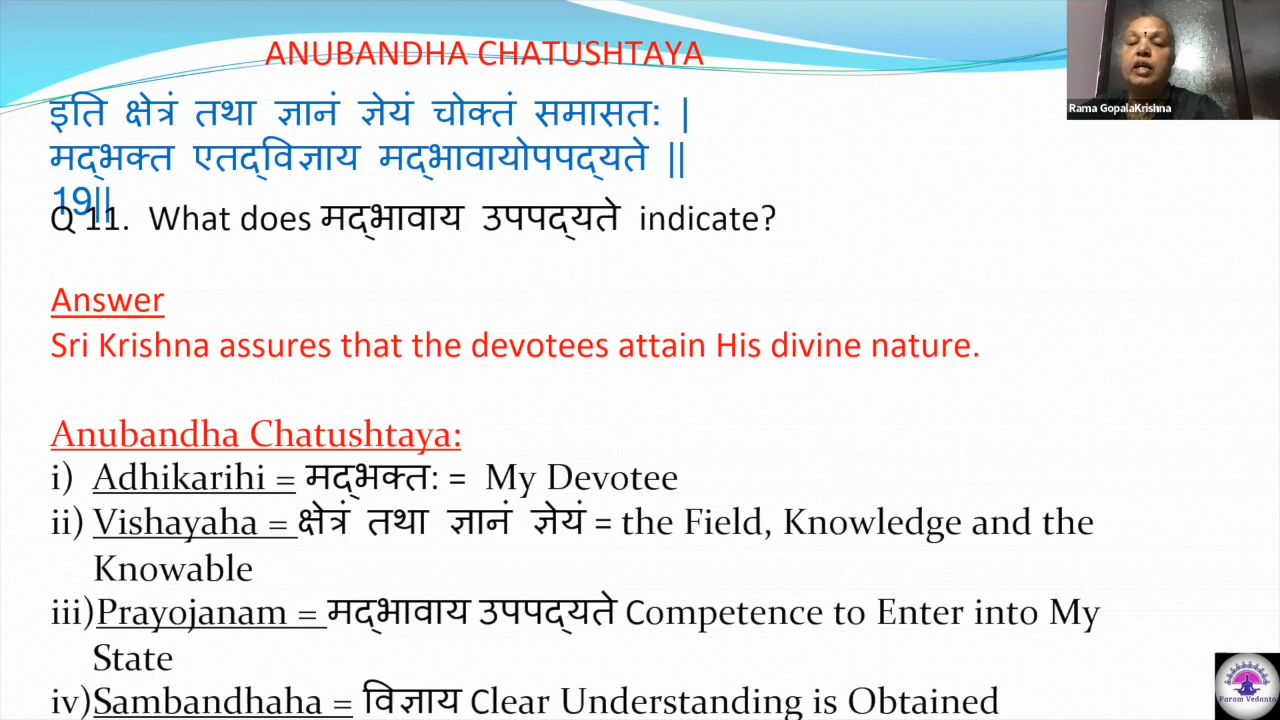 ANUBANDHA CHATUSHTAYA
Rama GopalaKrishna
इति क्षेत्रं तथा ज्ञानं ज्ञेयं चोक्तं समासत: |
मद्भक्त एतद्विज्ञाय मद्भावायोपपद्यते ||
19||
Q 11. What does मद्भावाय उपपद्यते indicate?
Answer
Sri Krishna assures that the devotees attain His divine nature.
Anubandha Chatushtaya:
i) Adhikarihi = मद्भक्त: = My Devotee
ii) Vishayaha = क्षेत्रं तथा ज्ञानं ज्ञेयं = the Field, Knowledge and the
Knowable
iii)Prayojanam = मद्भावाय उपपद्यते Competence to Enter into My
State
iv)Sambandhaha = विज्ञाय Clear Understanding is Obtained
Param Vedanta